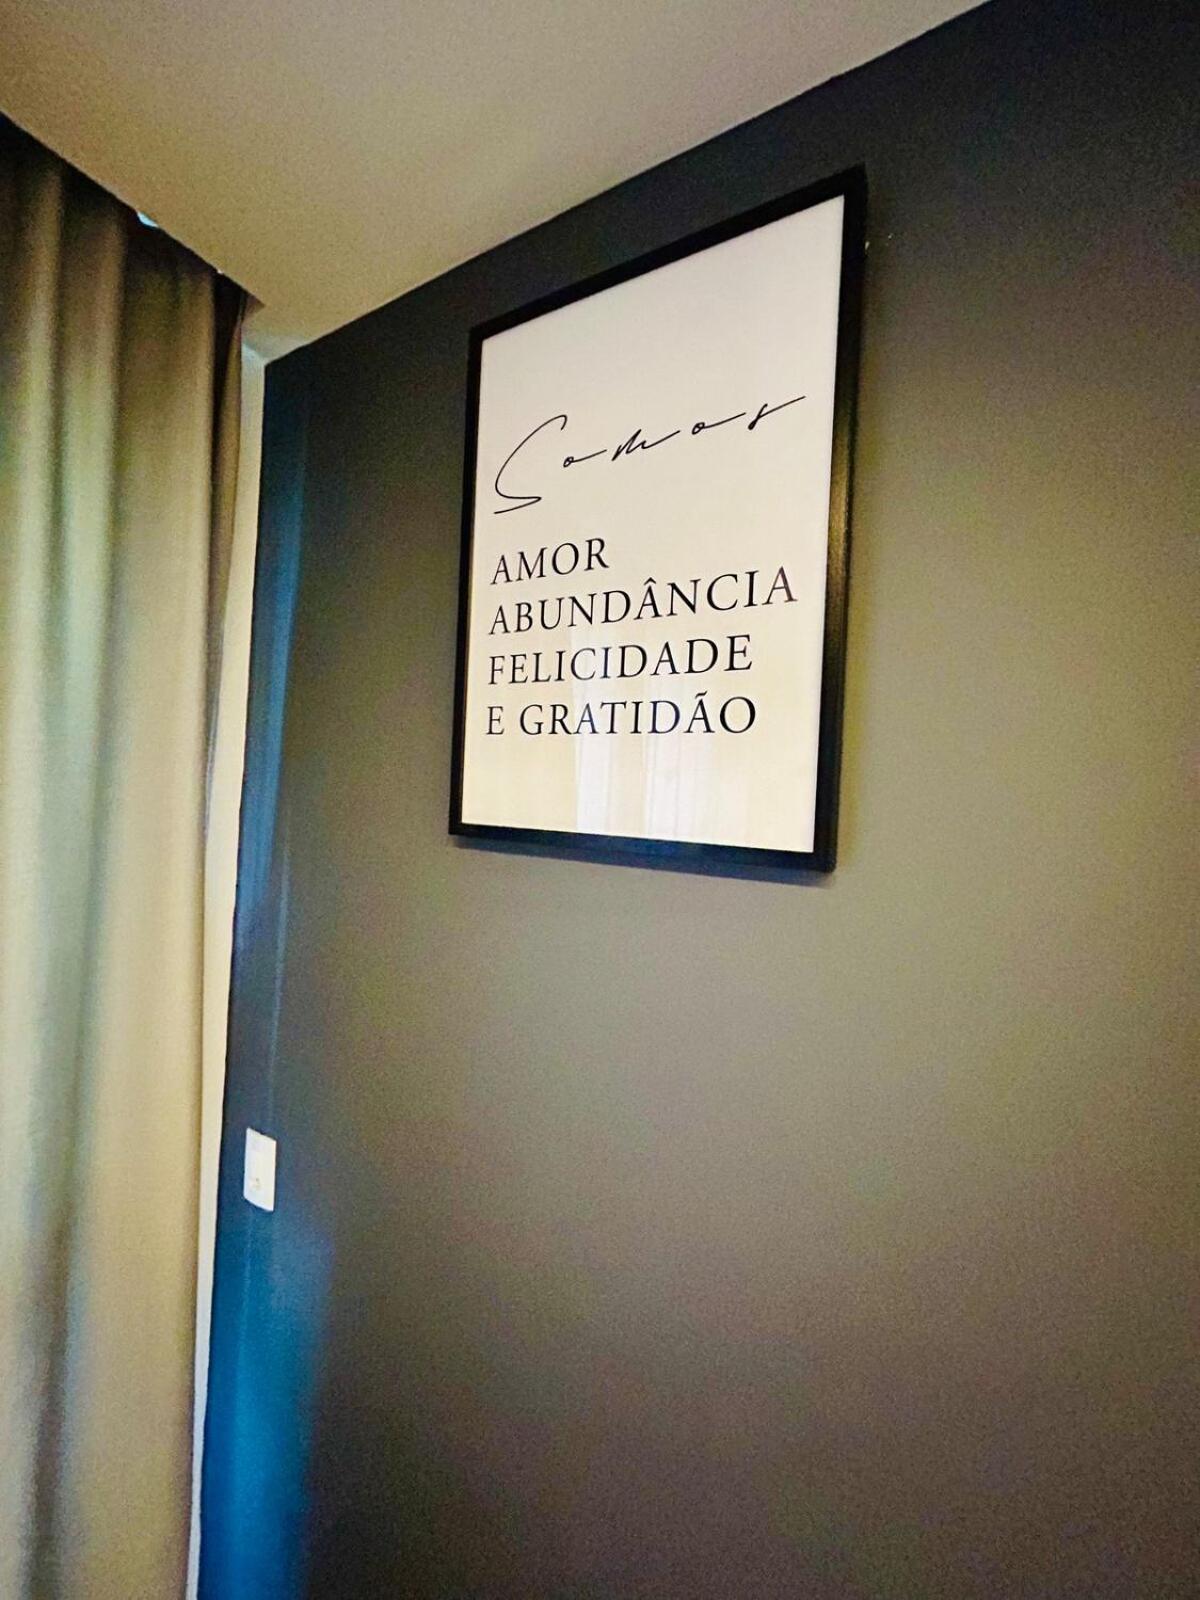 Somos
AMOR
ABUNDÂNCIA
FELICIDADE
E GRATIDÃO